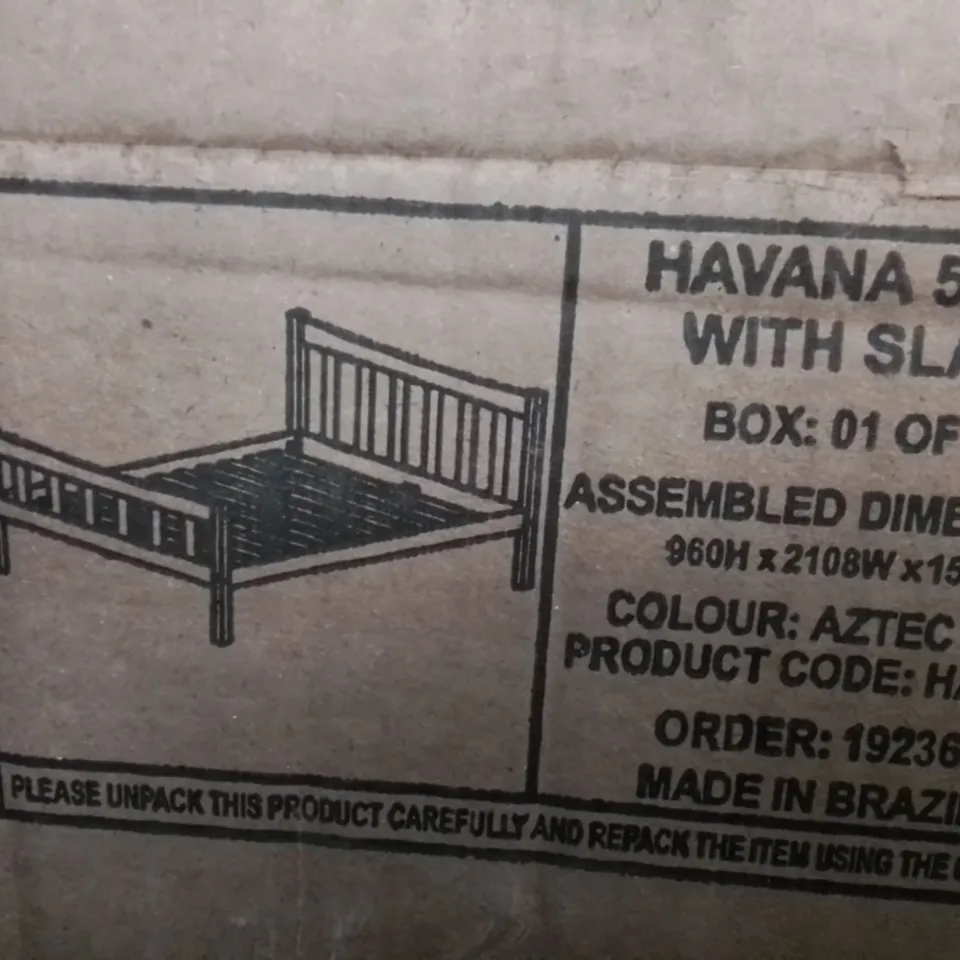 HAVANA 5
WITH SLA
BOX: 01 OF
ASSEMBLED DIME
960H x 2108W x 15
COLOUR: AZTEC
PRODUCT CODE: HA
ORDER: 19236
MADE IN BRAZI
PLEASE UNPACK THIS PRODUCT CAREFULLY AND REPACK THE ITEM USING THE